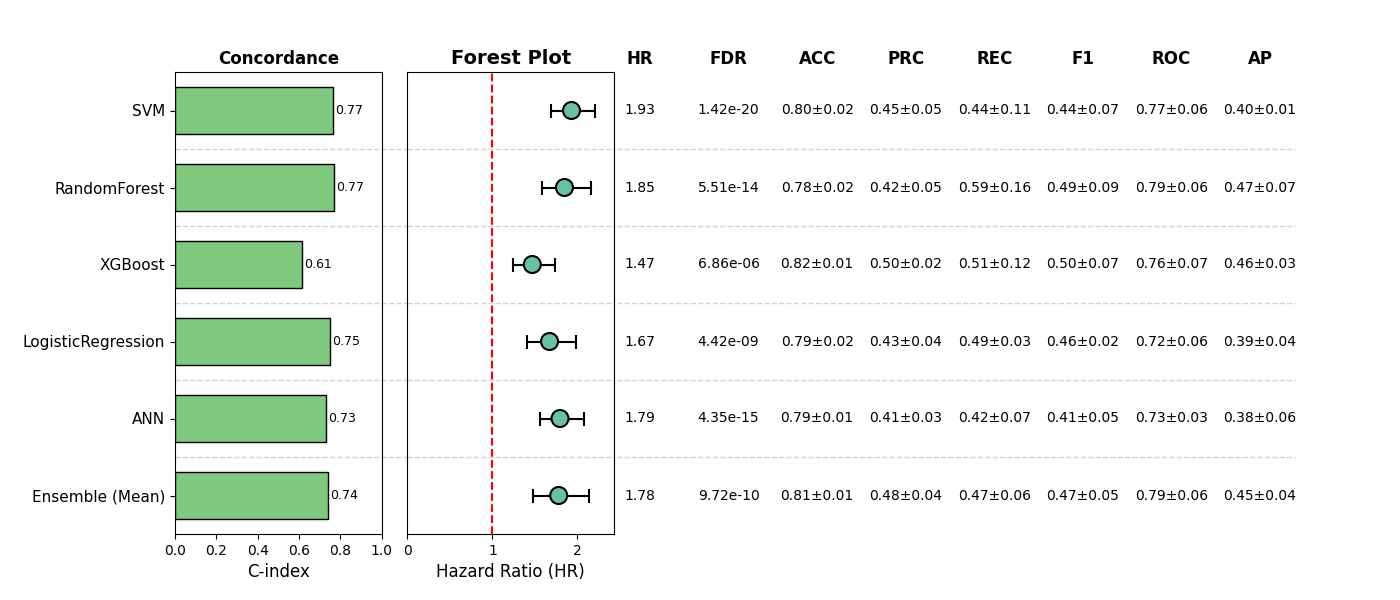 Concordance Forest Plot HR FDR ACC PRC REC F1 ROC AP
SVM 0.77 1.93 1.42e-20 0.80±0.02 0.45±0.05 0.44±0.11 0.44±0.07 0.77±0.06 0.40±0.01
RandomForest 0.77 1.85 5.51e-14 0.78±0.02 0.42±0.05 0.59±0.16 0.49±0.09 0.79±0.06 0.47±0.07
XGBoost 0.61 1.47 6.86e-06 0.82±0.01 0.50±0.02 0.51±0.12 0.50±0.07 0.76±0.07 0.46±0.03
LogisticRegression 0.75 1.67 4.42e-09 0.79±0.02 0.43±0.04 0.49±0.03 0.46±0.02 0.72±0.06 0.39±0.04
ANN 0.73 1.79 4.35e-15 0.79±0.01 0.41±0.03 0.42±0.07 0.41±0.05 0.73±0.03 0.38±0.06
Ensemble (Mean) 0.74 1.78 9.72e-10 0.81±0.01 0.48±0.04 0.47±0.06 0.47±0.05 0.79±0.06 0.45±0.04
0.0 0.2 0.4 0.6 0.8 1.0 0 1 2
C-index Hazard Ratio (HR)